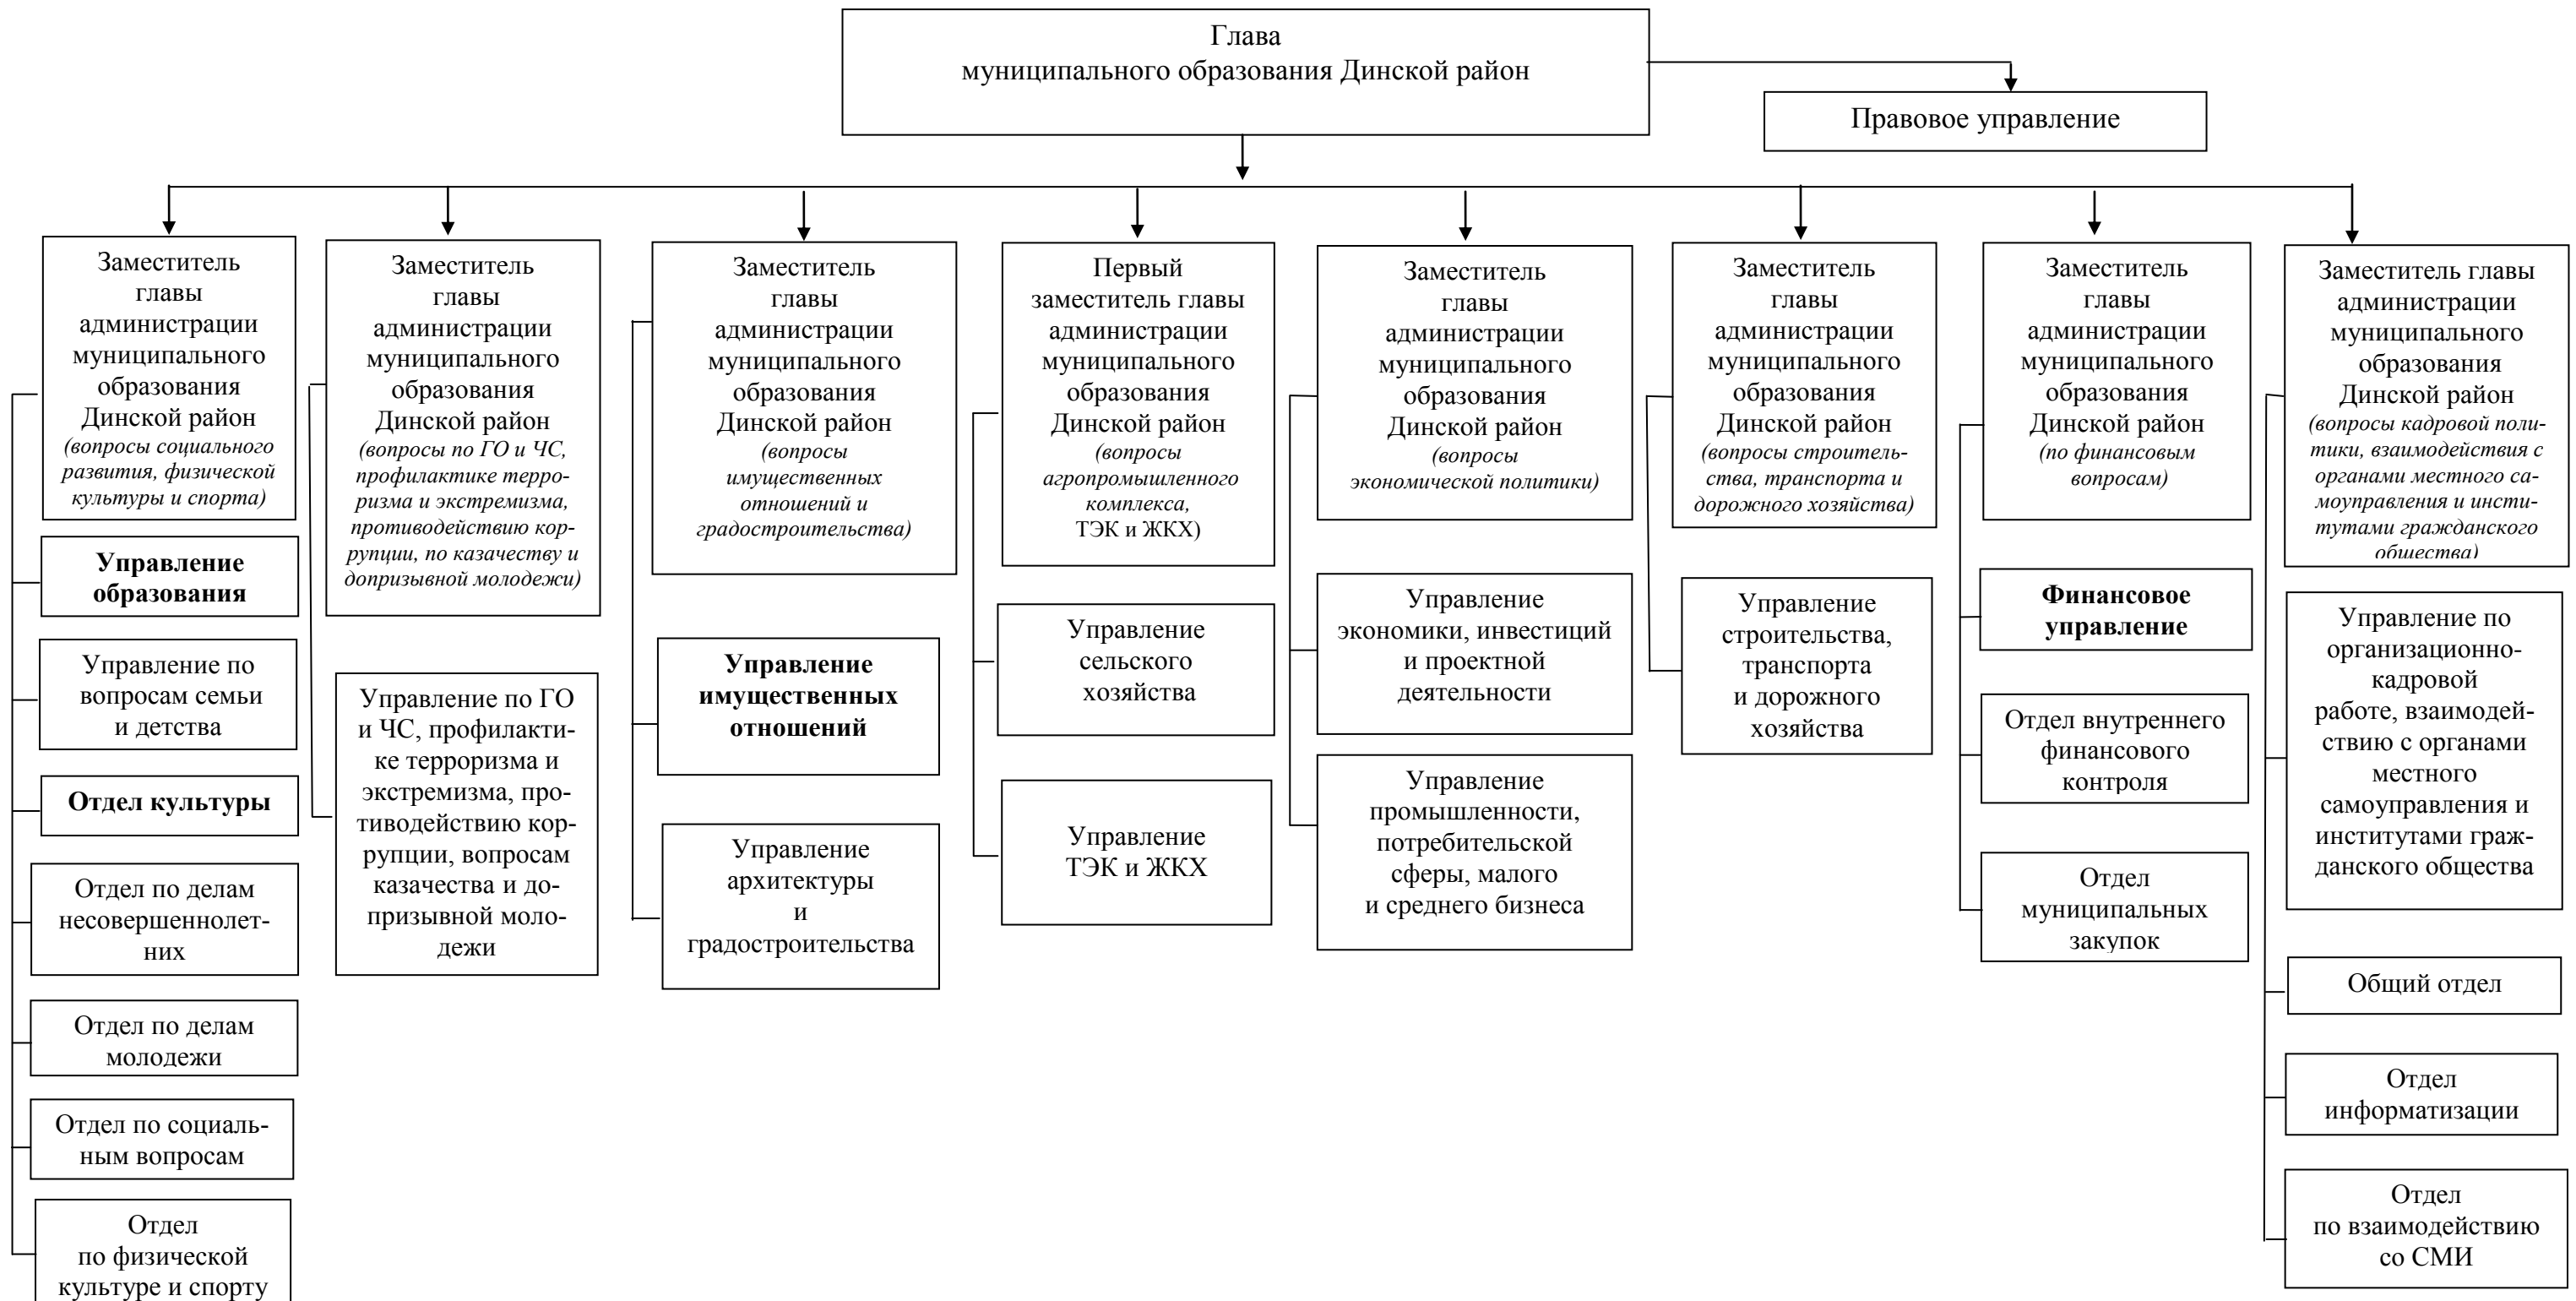 Глава
муниципального образования Динской район
Правовое управление
Заместитель
главы
администрации
муниципального
образования
Динской район
(вопросы социального
развития, физической
культуры и спорта)
Управление
образования
Управление по
вопросам семьи
и детства
Отдел культуры
Отдел по делам
несовершеннолет-
них
Отдел по делам
молодежи
Отдел по социаль-
ным вопросам
Отдел
по физической
культуре и спорту
Заместитель
главы
администрации
муниципального
образования
Динской район
(вопросы по ГО и ЧС,
профилактике терро-
ризма и экстремизма,
противодействию кор-
рупции, по казачеству и
допризывной молодежи)
Управление по ГО
и ЧС, профилакти-
ке терроризма и
экстремизма, про-
тиводействию кор-
рупции, вопросам
казачества и до-
призывной моло-
дежи
Заместитель
главы
администрации
муниципального
образования
Динской район
(вопросы
имущественных
отношений и
градостроительства)
Управление
имущественных
отношений
Управление
архитектуры
и
градостроительства
Первый
заместитель главы
администрации
муниципального
образования
Динской район
(вопросы
агропромышленного
комплекса,
ТЭК и ЖКХ)
Управление
сельского
хозяйства
Управление
ТЭК и ЖКХ
Заместитель
главы
администрации
муниципального
образования
Динской район
(вопросы
экономической политики)
Управление
экономики, инвестиций
и проектной
деятельности
Управление
промышленности,
потребительской
сферы, малого
и среднего бизнеса
Заместитель
главы
администрации
муниципального
образования
Динской район
(вопросы строитель-
ства, транспорта и
дорожного хозяйства)
Управление
строительства,
транспорта
и дорожного
хозяйства
Заместитель
главы
администрации
муниципального
образования
Динской район
(по финансовым
вопросам)
Финансовое
управление
Отдел внутреннего
финансового
контроля
Отдел
муниципальных
закупок
Заместитель главы
администрации
муниципального
образования
Динской район
(вопросы кадровой поли-
тики, взаимодействия с
органами местного са-
моуправления и инсти-
тутами гражданского
общества)
Управление по
организационно-
кадровой
работе, взаимодей-
ствию с органами
местного
самоуправления и
институтами граж-
данского общества
Общий отдел
Отдел
информатизации
Отдел
по взаимодействию
со СМИ